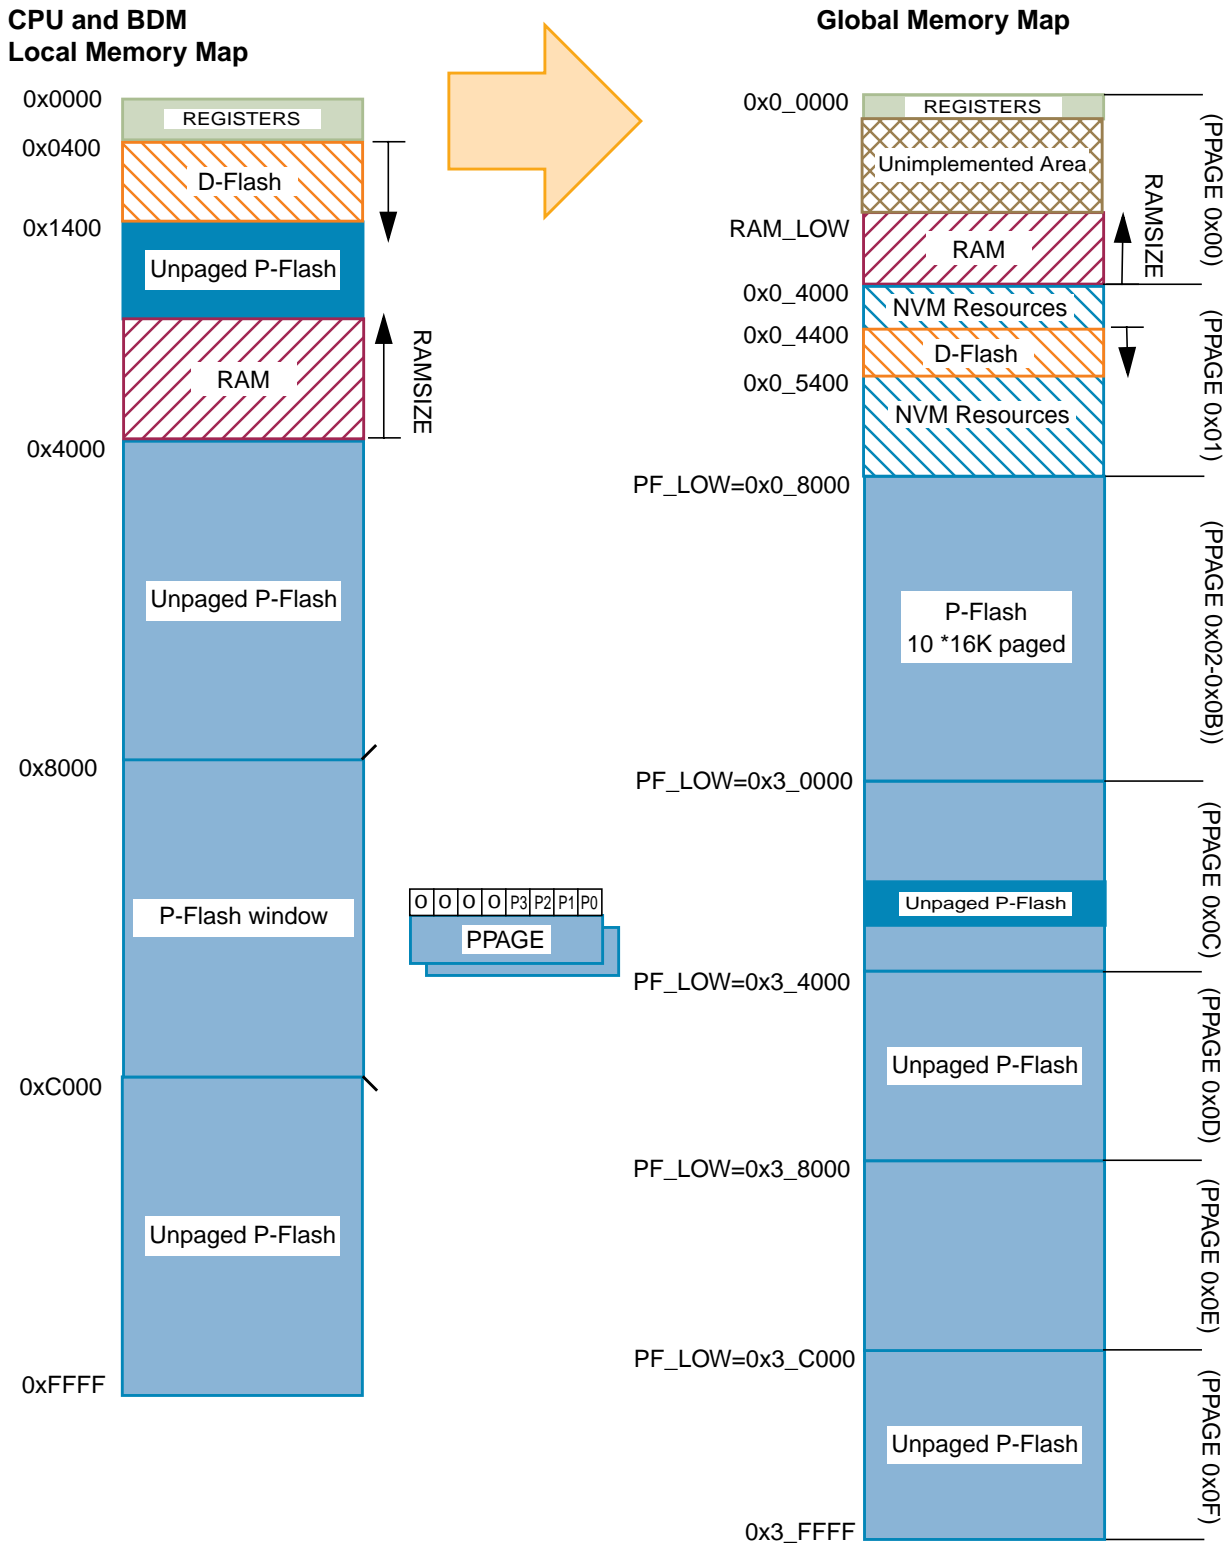 CPU and BDM
Local Memory Map
0x0000
REGISTERS
0x0400
D-Flash
0x1400
Unpaged P-Flash
RAM
RAMSIZE
0x4000
Unpaged P-Flash
0x8000
P-Flash window
0xC000
Unpaged P-Flash
0xFFFF
0 0 0 0 P3 P2 P1 P0
PPAGE
Global Memory Map
0x0_0000
REGISTERS
Unimplemented Area
RAM_LOW
RAM
RAMSIZE
(PPAGE 0x00)
0x0_4000
NVM Resources
0x0_4400
D-Flash
0x0_5400
NVM Resources
(PPAGE 0x01)
PF_LOW=0x0_8000
P-Flash
10 *16K paged
(PPAGE 0x02-0x0B))
PF_LOW=0x3_0000
Unpaged P-Flash
(PPAGE 0x0C)
PF_LOW=0x3_4000
Unpaged P-Flash
(PPAGE 0x0D)
PF_LOW=0x3_8000
(PPAGE 0x0E)
PF_LOW=0x3_C000
Unpaged P-Flash
(PPAGE 0x0F)
0x3_FFFF